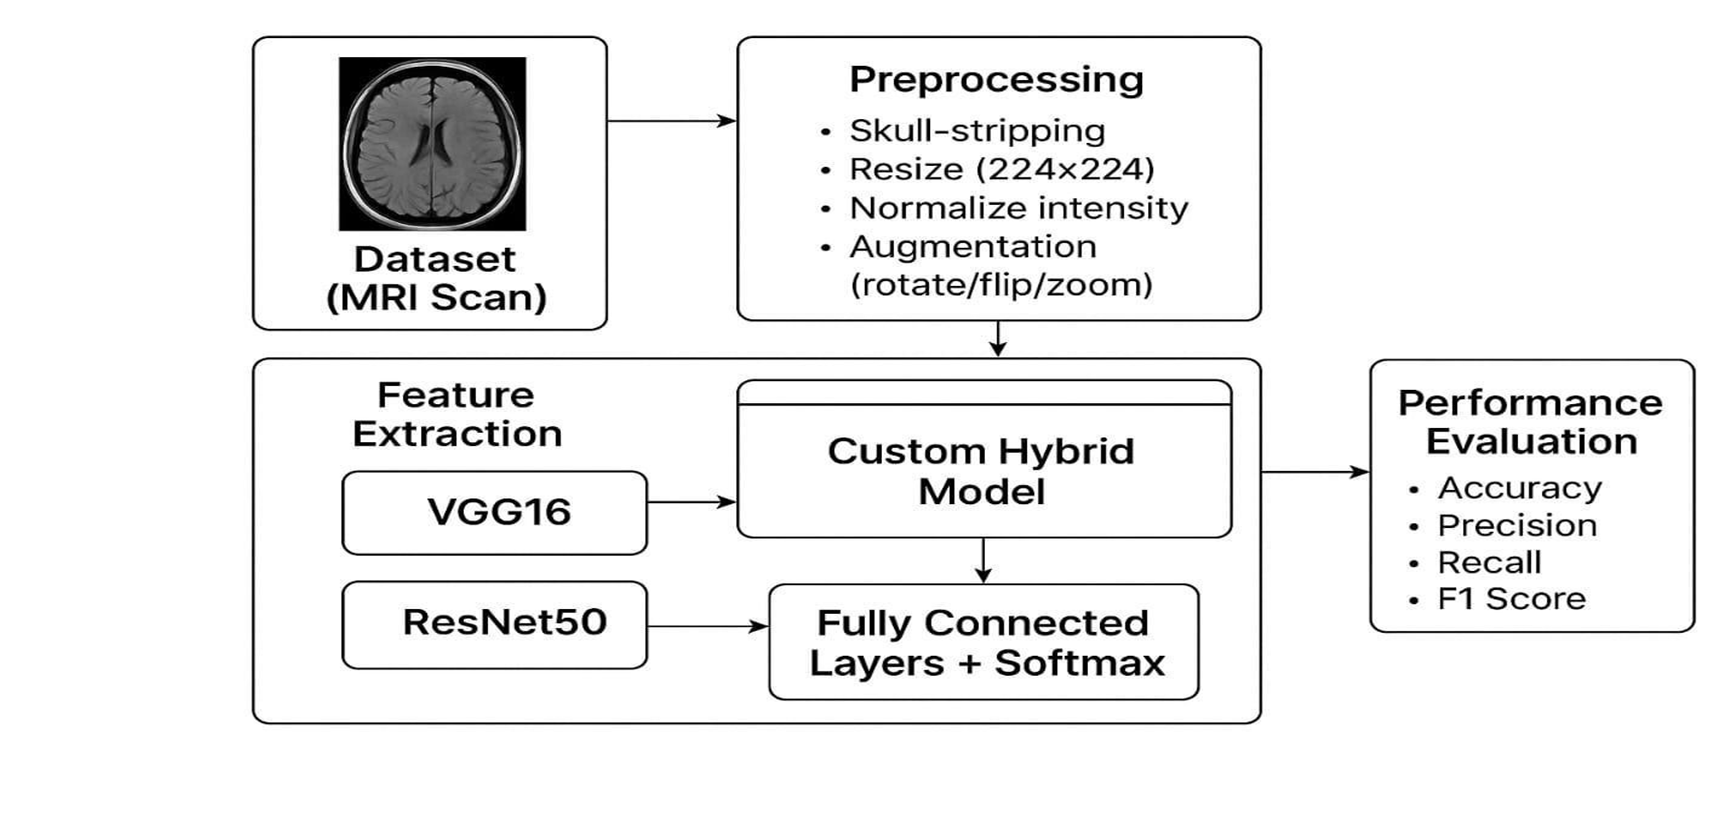 Dataset
(MRI Scan)
Preprocessing
• Skull-stripping
• Resize (224×224)
• Normalize intensity
• Augmentation
(rotate/flip/zoom)
Feature
Extraction
VGG16
ResNet50
Custom Hybrid
Model
Fully Connected
Layers + Softmax
Performance
Evaluation
• Accuracy
• Precision
• Recall
• F1 Score